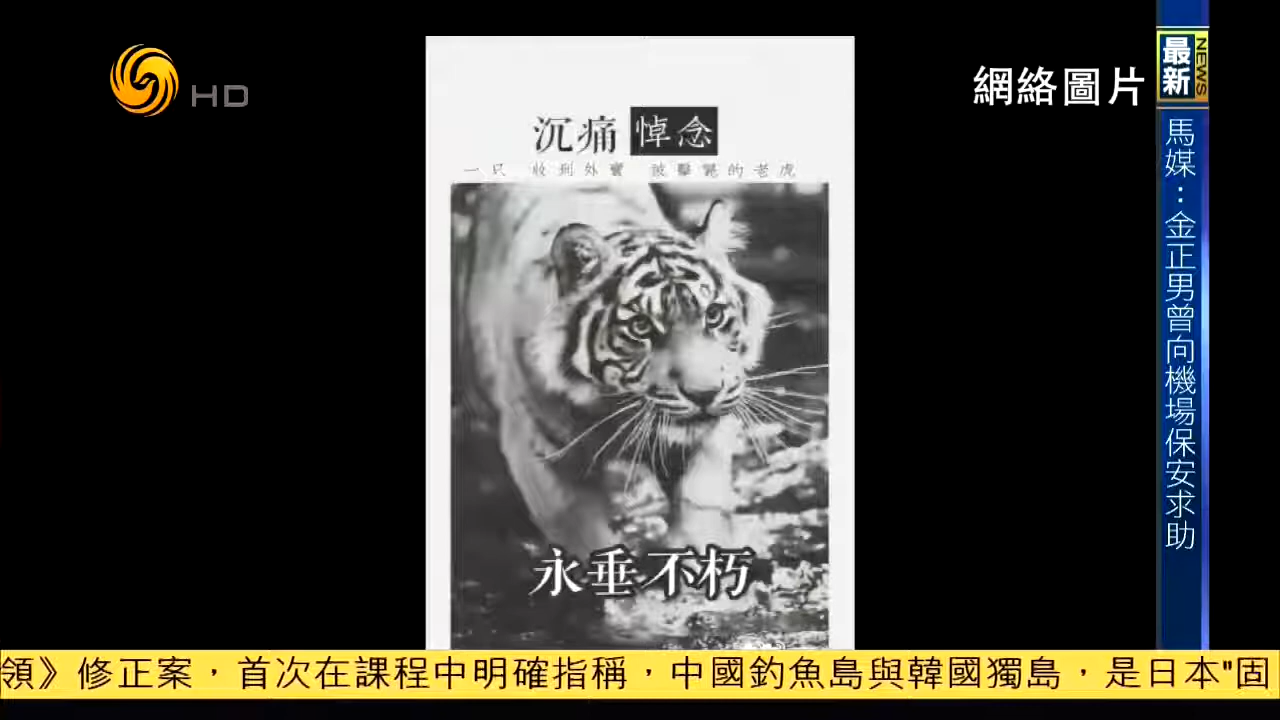 HD
網絡圖片
最新
NEWS
馬媒：金正男曾向機場保安求助
沉痛悼念
一只 收到外賣 被擊斃的老虎
永垂不朽
領》修正案，首次在課程中明確指稱，中國釣魚島與韓國獨島，是日本"固